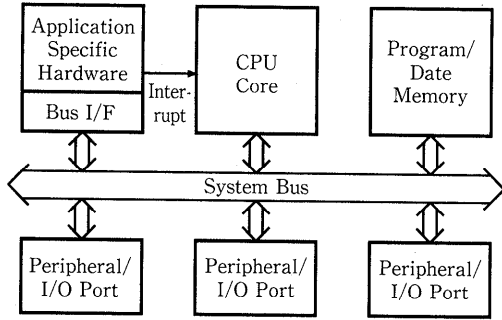 Application
Specific
Hardware
Bus I/F
Inter-
rupt
CPU
Core
Program/
Date
Memory
System Bus
Peripheral/
I/O Port
Peripheral/
I/O Port
Peripheral/
I/O Port